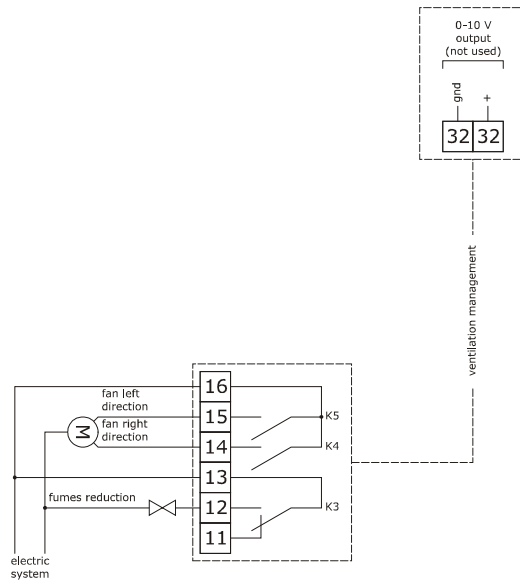 0-10 V
output
(not used)
gnd
+
32 32
ventilation management
16
fan left
direction
15
K5
M
fan right
direction
14
K4
13
fumes reduction
12
K3
11
electric
system